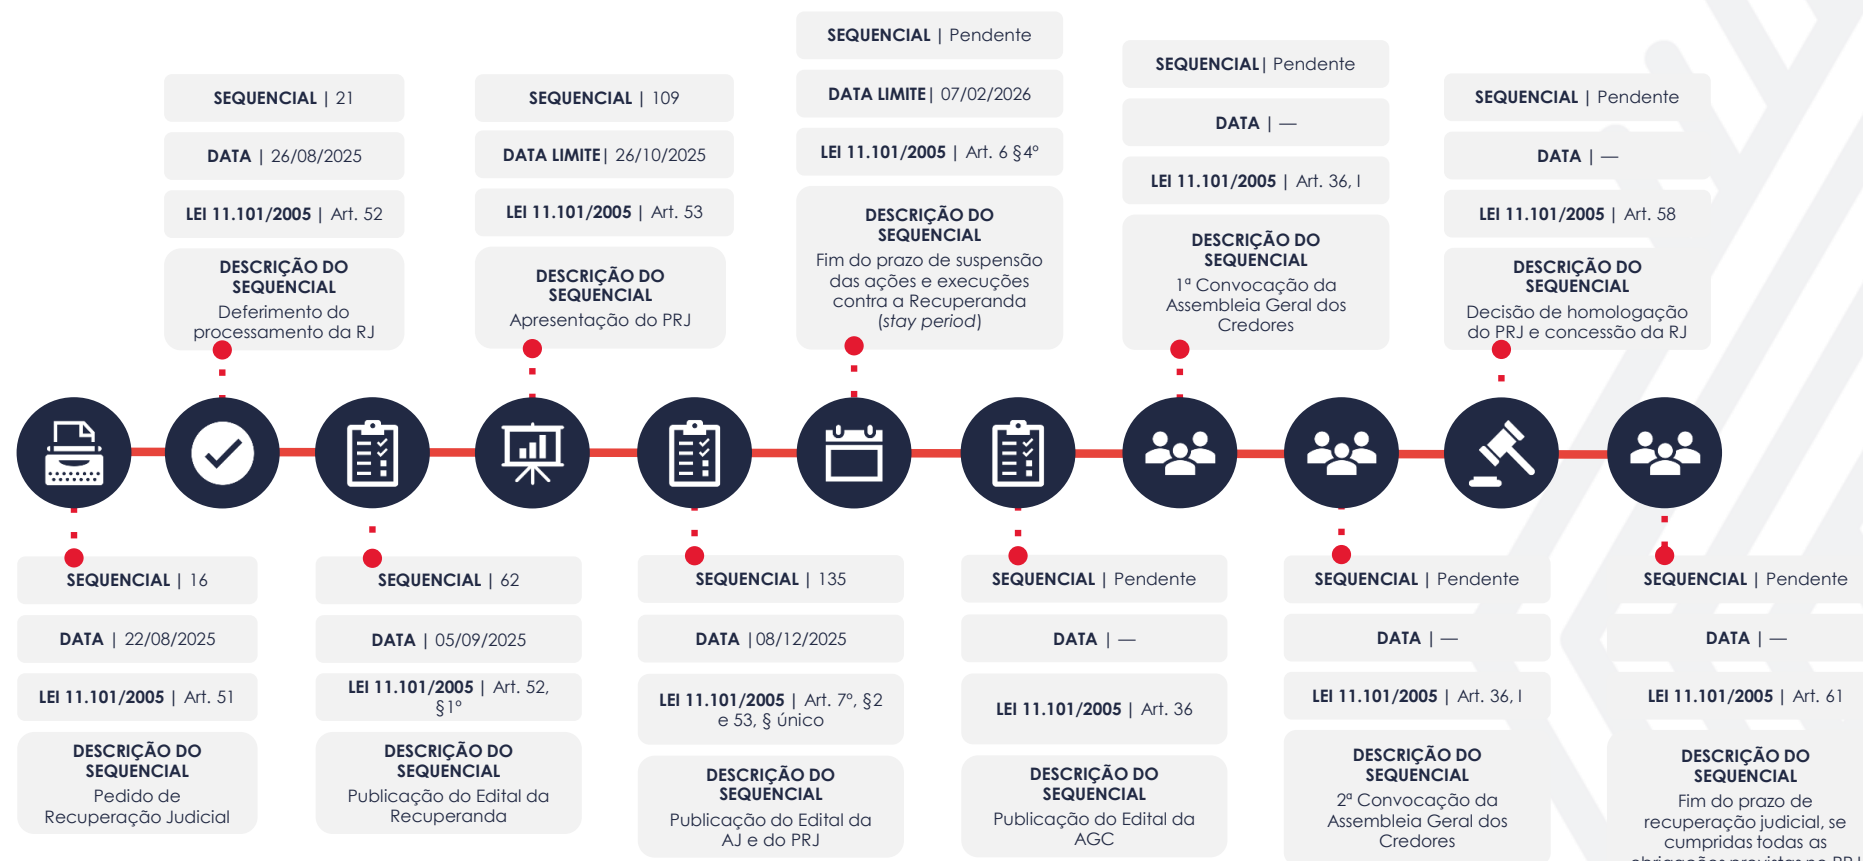 SEQUENCIAL | 21
DATA | 26/08/2025
LEI 11.101/2005 | Art. 52
DESCRIÇÃO DO
SEQUENCIAL
Deferimento do
processamento da RJ
SEQUENCIAL | 109
DATA LIMITE| 26/10/2025
LEI 11.101/2005 | Art. 53
DESCRIÇÃO DO
SEQUENCIAL
Apresentação do PRJ
SEQUENCIAL | Pendente
DATA LIMITE| 07/02/2026
LEI 11.101/2005 | Art. 6 §4º
DESCRIÇÃO DO
SEQUENCIAL
Fim do prazo de suspensão
das ações e execuções
contra a Recuperanda
(stay period)
SEQUENCIAL| Pendente
DATA | —
LEI 11.101/2005 | Art. 36, I
DESCRIÇÃO DO
SEQUENCIAL
1ª Convocação da
Assembleia Geral dos
Credores
SEQUENCIAL | Pendente
DATA | —
LEI 11.101/2005 | Art. 58
DESCRIÇÃO DO
SEQUENCIAL
Decisão de homologação
do PRJ e concessão da RJ
SEQUENCIAL | 16
DATA | 22/08/2025
LEI 11.101/2005 | Art. 51
DESCRIÇÃO DO
SEQUENCIAL
Pedido de
Recuperação Judicial
SEQUENCIAL | 62
DATA | 05/09/2025
LEI 11.101/2005 | Art. 52,
§1º
DESCRIÇÃO DO
SEQUENCIAL
Publicação do Edital da
Recuperanda
SEQUENCIAL | 135
DATA |08/12/2025
LEI 11.101/2005 | Art. 7º, §2
e 53, § único
DESCRIÇÃO DO
SEQUENCIAL
Publicação do Edital da
AJ e do PRJ
SEQUENCIAL | Pendente
DATA | —
LEI 11.101/2005 | Art. 36
DESCRIÇÃO DO
SEQUENCIAL
Publicação do Edital da
AGC
SEQUENCIAL | Pendente
DATA | —
LEI 11.101/2005 | Art. 36, I
DESCRIÇÃO DO
SEQUENCIAL
2ª Convocação da
Assembleia Geral dos
Credores
SEQUENCIAL | Pendente
DATA | —
LEI 11.101/2005 | Art. 61
DESCRIÇÃO DO
SEQUENCIAL
Fim do prazo de
recuperação judicial, se
cumpridas todas as
obrigações previstas no PRJ